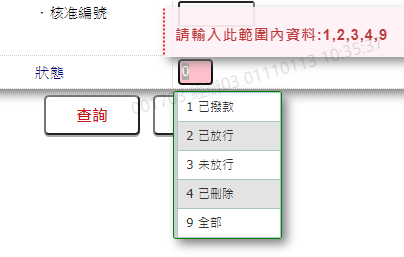 ・核准編號
請輸入此範圍內資料:1,2,3,4,9
狀態
0
查詢
1 已撥款
2 已放行
3 未放行
4 已刪除
9 全部